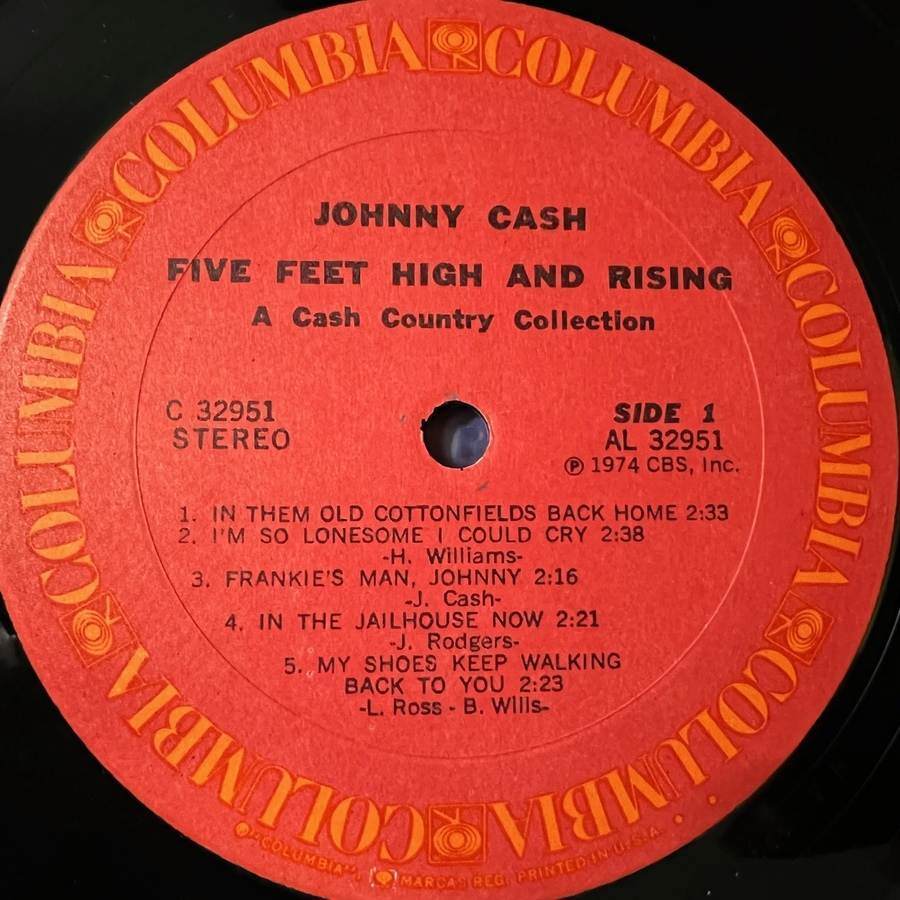 COLUMBIA COLUMBIA COLUMBIA COLUMBIA COLUMBIA COLUMBIA COLUMBIA COLUMBIA
JOHNNY CASH
FIVE FEET HIGH AND RISING
A Cash Country Collection
C 32951
STEREO
SIDE 1
AL 32951
Ⓟ 1974 CBS, Inc.
1. IN THEM OLD COTTONFIELDS BACK HOME 2:33
2. I'M SO LONESOME I COULD CRY 2:38
-H. Williams-
3. FRANKIE'S MAN, JOHNNY 2:16
-J. Cash-
4. IN THE JAILHOUSE NOW 2:21
-J. Rodgers-
5. MY SHOES KEEP WALKING
BACK TO YOU 2:23
-L. Ross - B. Wills-
"COLUMBIA", MARCAS REG. PRINTED IN U.S.A.